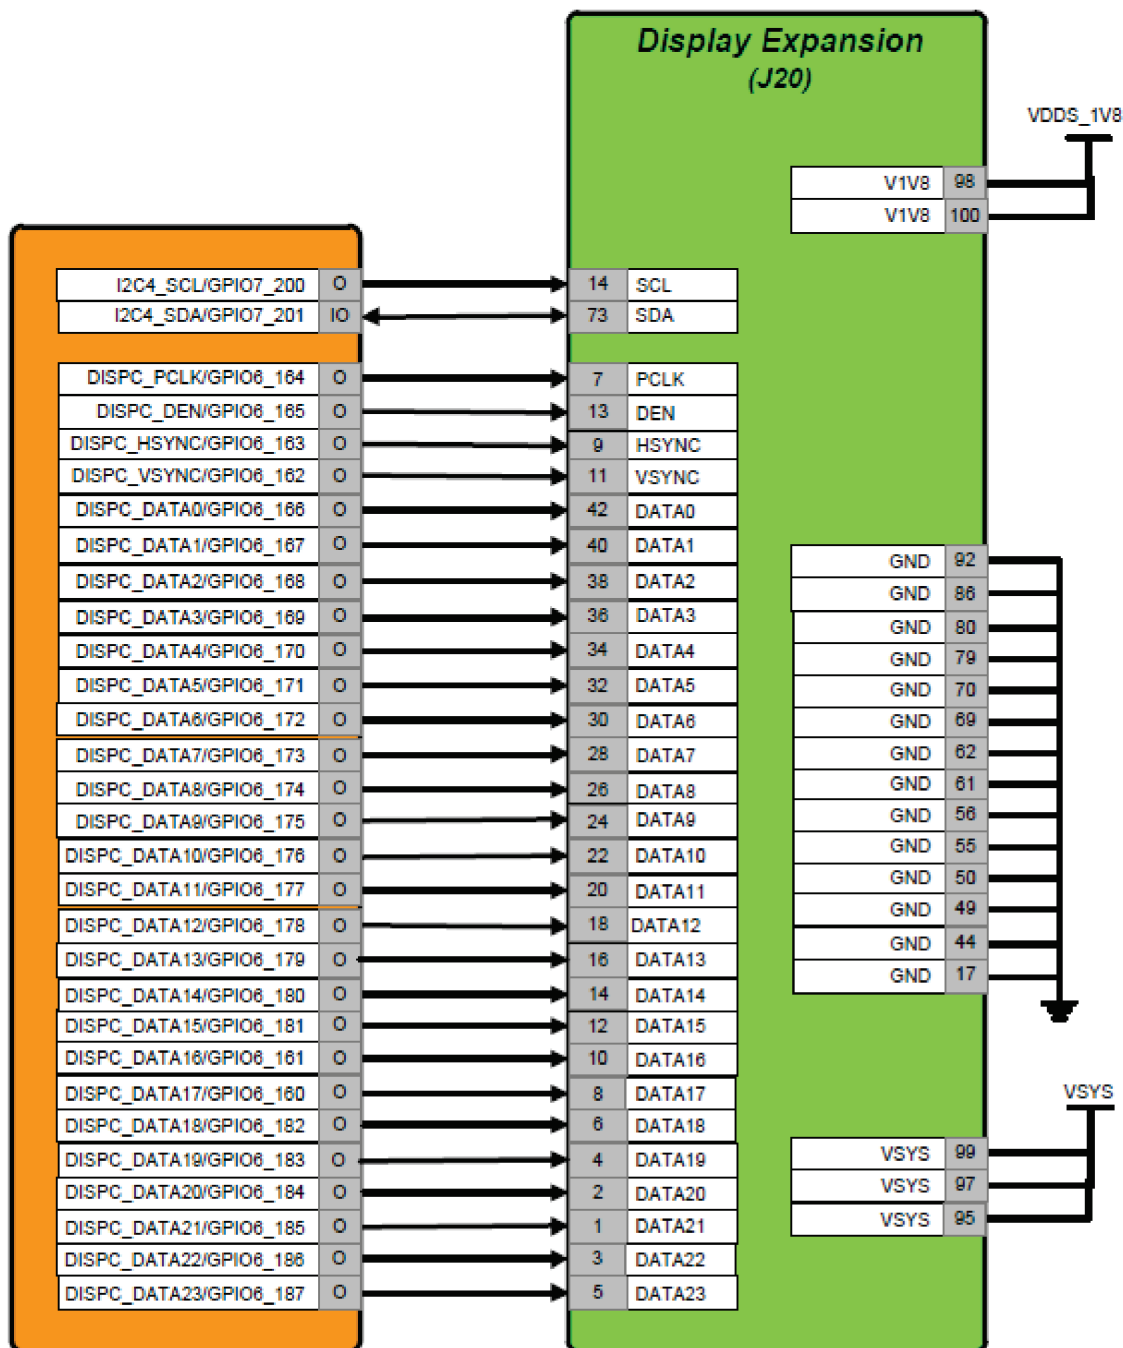 Display Expansion
(J20)
VDDS_1V8
V1V8 98
V1V8 100
I2C4_SCL/GPIO7_200 O 14 SCL
I2C4_SDA/GPIO7_201 IO 73 SDA
DISPC_PCLK/GPIO6_164 O 7 PCLK
DISPC_DEN/GPIO6_165 O 13 DEN
DISPC_HSYNC/GPIO6_163 O 9 HSYNC
DISPC_VSYNC/GPIO6_162 O 11 VSYNC
DISPC_DATA0/GPIO6_166 O 42 DATA0
DISPC_DATA1/GPIO6_167 O 40 DATA1
DISPC_DATA2/GPIO6_168 O 38 DATA2
DISPC_DATA3/GPIO6_169 O 36 DATA3
DISPC_DATA4/GPIO6_170 O 34 DATA4
DISPC_DATA5/GPIO6_171 O 32 DATA5
DISPC_DATA6/GPIO6_172 O 30 DATA6
DISPC_DATA7/GPIO6_173 O 28 DATA7
DISPC_DATA8/GPIO6_174 O 26 DATA8
DISPC_DATA9/GPIO6_175 O 24 DATA9
DISPC_DATA10/GPIO6_176 O 22 DATA10
DISPC_DATA11/GPIO6_177 O 20 DATA11
DISPC_DATA12/GPIO6_178 O 18 DATA12
DISPC_DATA13/GPIO6_179 O 16 DATA13
DISPC_DATA14/GPIO6_180 O 14 DATA14
DISPC_DATA15/GPIO6_181 O 12 DATA15
DISPC_DATA16/GPIO6_161 O 10 DATA16
DISPC_DATA17/GPIO6_160 O 8 DATA17
DISPC_DATA18/GPIO6_182 O 6 DATA18
DISPC_DATA19/GPIO6_183 O 4 DATA19
DISPC_DATA20/GPIO6_184 O 2 DATA20
DISPC_DATA21/GPIO6_185 O 1 DATA21
DISPC_DATA22/GPIO6_186 O 3 DATA22
DISPC_DATA23/GPIO6_187 O 5 DATA23
GND 92
GND 86
GND 80
GND 79
GND 70
GND 69
GND 62
GND 61
GND 56
GND 55
GND 50
GND 49
GND 44
GND 17
VSYS
VSYS 99
VSYS 97
VSYS 95